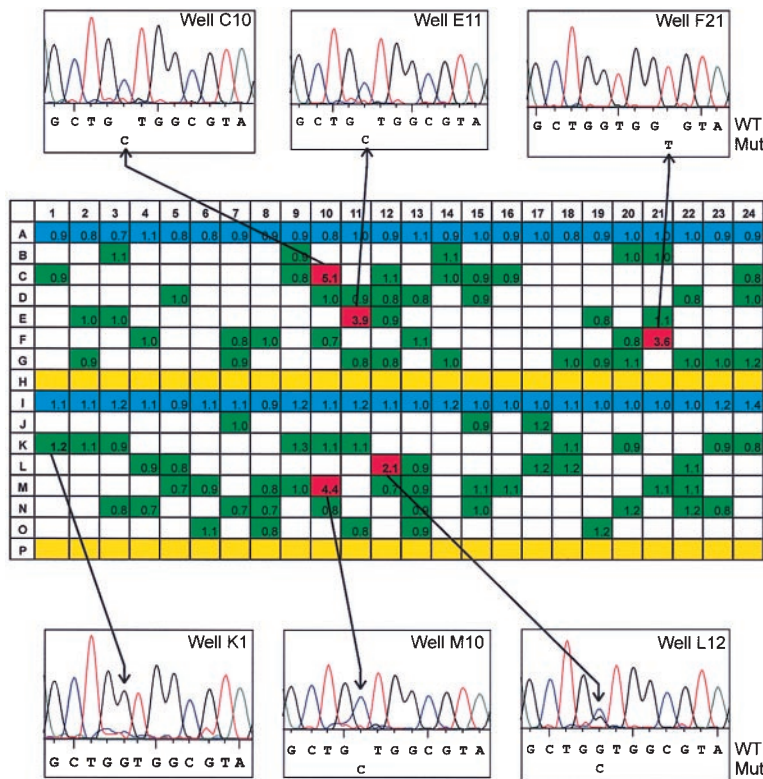 Well C10 Well E11 Well F21
G C T G T G G C G T A G C T G T G G C G T A G C T G G T G G G T A WT
C C T Mut
1 2 3 4 5 6 7 8 9 10 11 12 13 14 15 16 17 18 19 20 21 22 23 24
A 0.9 0.8 0.7 1.1 0.8 0.8 0.9 0.9 0.9 0.8 1.0 0.9 1.1 0.9 1.0 0.9 1.0 0.8 0.9 1.0 1.0 1.0 0.9 0.9
B 1.1 0.9 1.1 1.0 1.0
C 0.9 0.8 5.1 1.1 1.0 0.9 0.9 0.8
D 1.0 1.0 0.9 0.8 0.8 0.9 0.8 1.0
E 1.0 1.0 3.9 0.9 0.8 1.1
F 1.0 0.8 1.0 0.7 1.1 0.8 3.6
G 0.9 0.9 0.8 0.8 1.0 1.0 0.9 1.1 1.0 1.0 1.2
H
I 1.1 1.1 1.2 1.1 0.9 1.1 1.1 0.9 1.2 1.1 1.2 1.1 1.0 1.2 1.0 1.0 1.0 1.1 1.0 1.0 1.0 1.0 1.2 1.4
J 1.0 0.9 1.2
K 1.2 1.1 0.9 1.3 1.1 1.1 1.1 0.9 0.9 0.8
L 0.9 0.8 2.1 0.9 1.2 1.2 1.1
M 0.7 0.9 0.8 1.0 4.4 0.7 0.9 1.1 1.1 1.1 1.1
N 0.8 0.7 0.7 0.7 0.8 0.9 1.0 1.2 1.2 0.8
O 1.1 0.8 0.8 0.9 1.2
P
Well K1 Well M10 Well L12
G C T G G T G G C G T A G C T G T G G C G T A G C T G G T G G C G T A WT
C C Mut